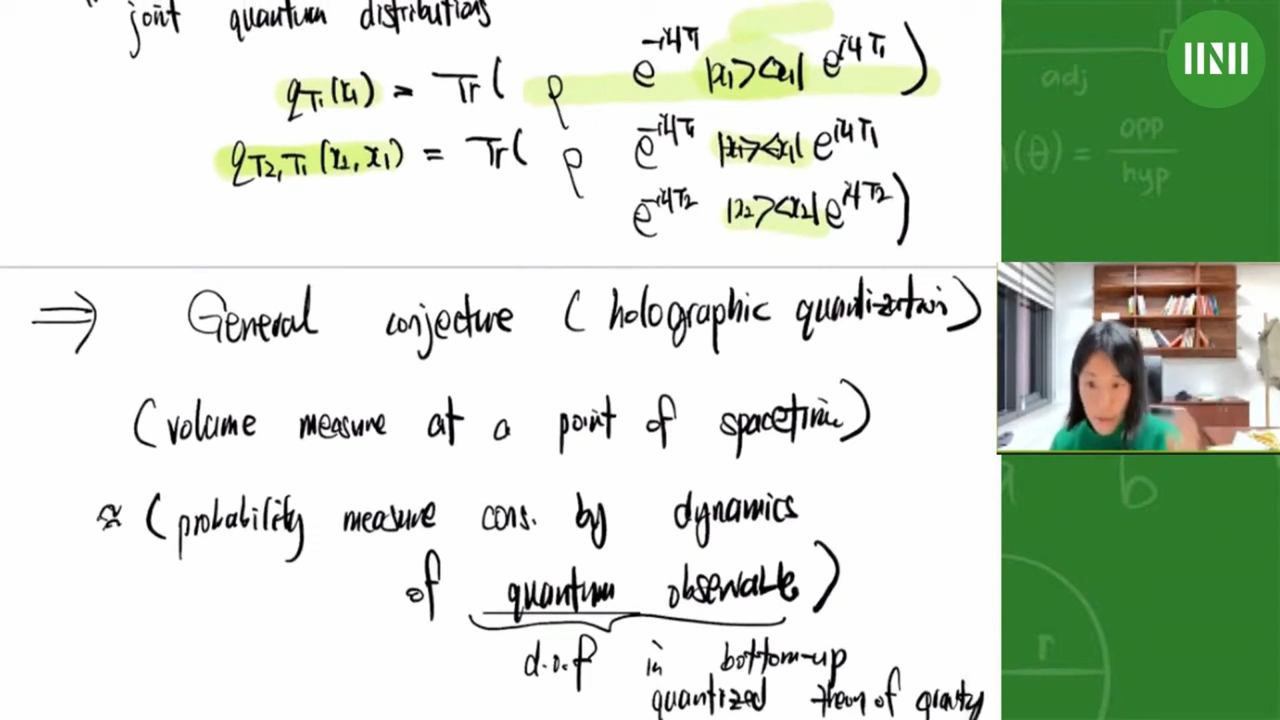 joint quantum distributions
q_{T1}(x1) = Tr( ρ e^{-iHT1} |x1><x1| e^{iHT1} )
q_{T2,T1}(x2, x1) = Tr( ρ e^{-iHT1} |x1><x1| e^{iHT1}
e^{-iHT2} |x2><x2| e^{iHT2} )
⇒ General conjecture (holographic quantization)
(volume measure at a point of spacetime)
≈ (probability measure cons. by dynamics
of quantum observable)
d.o.f in bottom-up
quantized theory of gravity
adj
(θ) = opp
hyp
b
r